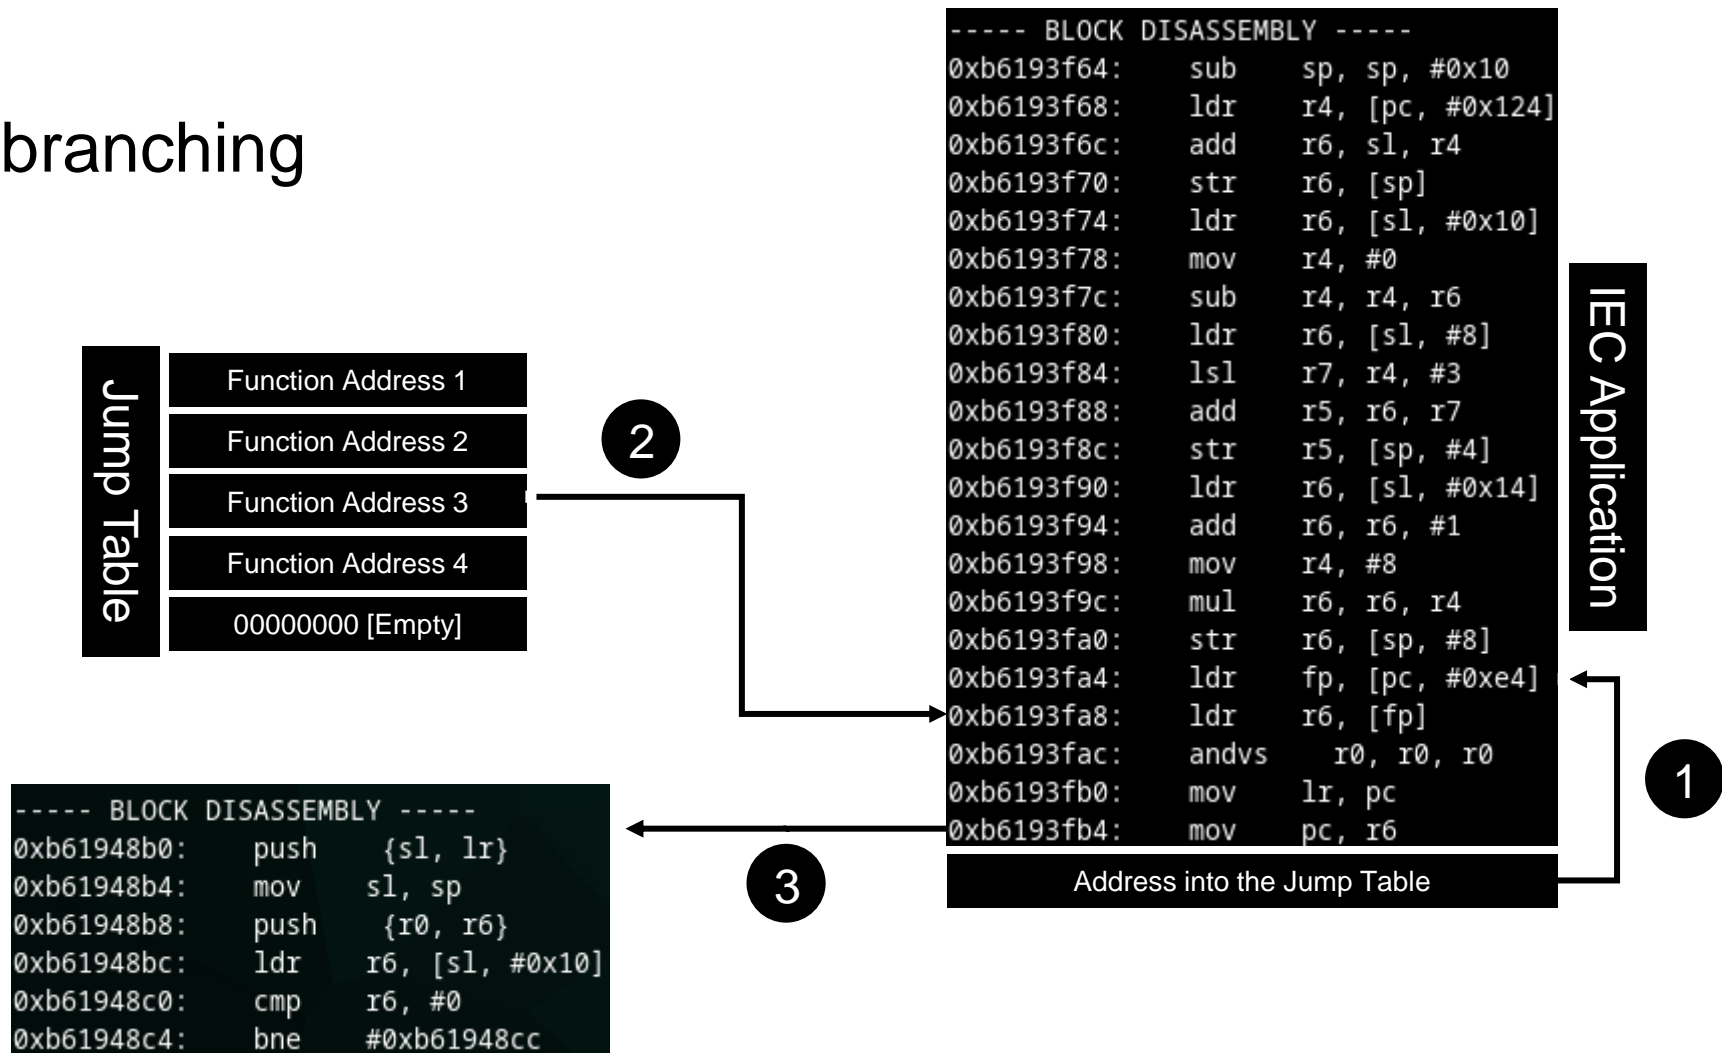 branching
----- BLOCK DISASSEMBLY -----
0xb6193f64: sub sp, sp, #0x10
0xb6193f68: ldr r4, [pc, #0x124]
0xb6193f6c: add r6, sl, r4
0xb6193f70: str r6, [sp]
0xb6193f74: ldr r6, [sl, #0x10]
0xb6193f78: mov r4, #0
0xb6193f7c: sub r4, r4, r6
0xb6193f80: ldr r6, [sl, #8]
0xb6193f84: lsl r7, r4, #3
0xb6193f88: add r5, r6, r7
0xb6193f8c: str r5, [sp, #4]
0xb6193f90: ldr r6, [sl, #0x14]
0xb6193f94: add r6, r6, #1
0xb6193f98: mov r4, #8
0xb6193f9c: mul r6, r6, r4
0xb6193fa0: str r6, [sp, #8]
0xb6193fa4: ldr fp, [pc, #0xe4]
0xb6193fa8: ldr r6, [fp]
0xb6193fac: andvs r0, r0, r0
0xb6193fb0: mov lr, pc
0xb6193fb4: mov pc, r6
Address into the Jump Table
IEC Application
1
Jump Table
Function Address 1
Function Address 2
Function Address 3
Function Address 4
00000000 [Empty]
2
3
----- BLOCK DISASSEMBLY -----
0xb61948b0: push {sl, lr}
0xb61948b4: mov sl, sp
0xb61948b8: push {r0, r6}
0xb61948bc: ldr r6, [sl, #0x10]
0xb61948c0: cmp r6, #0
0xb61948c4: bne #0xb61948cc